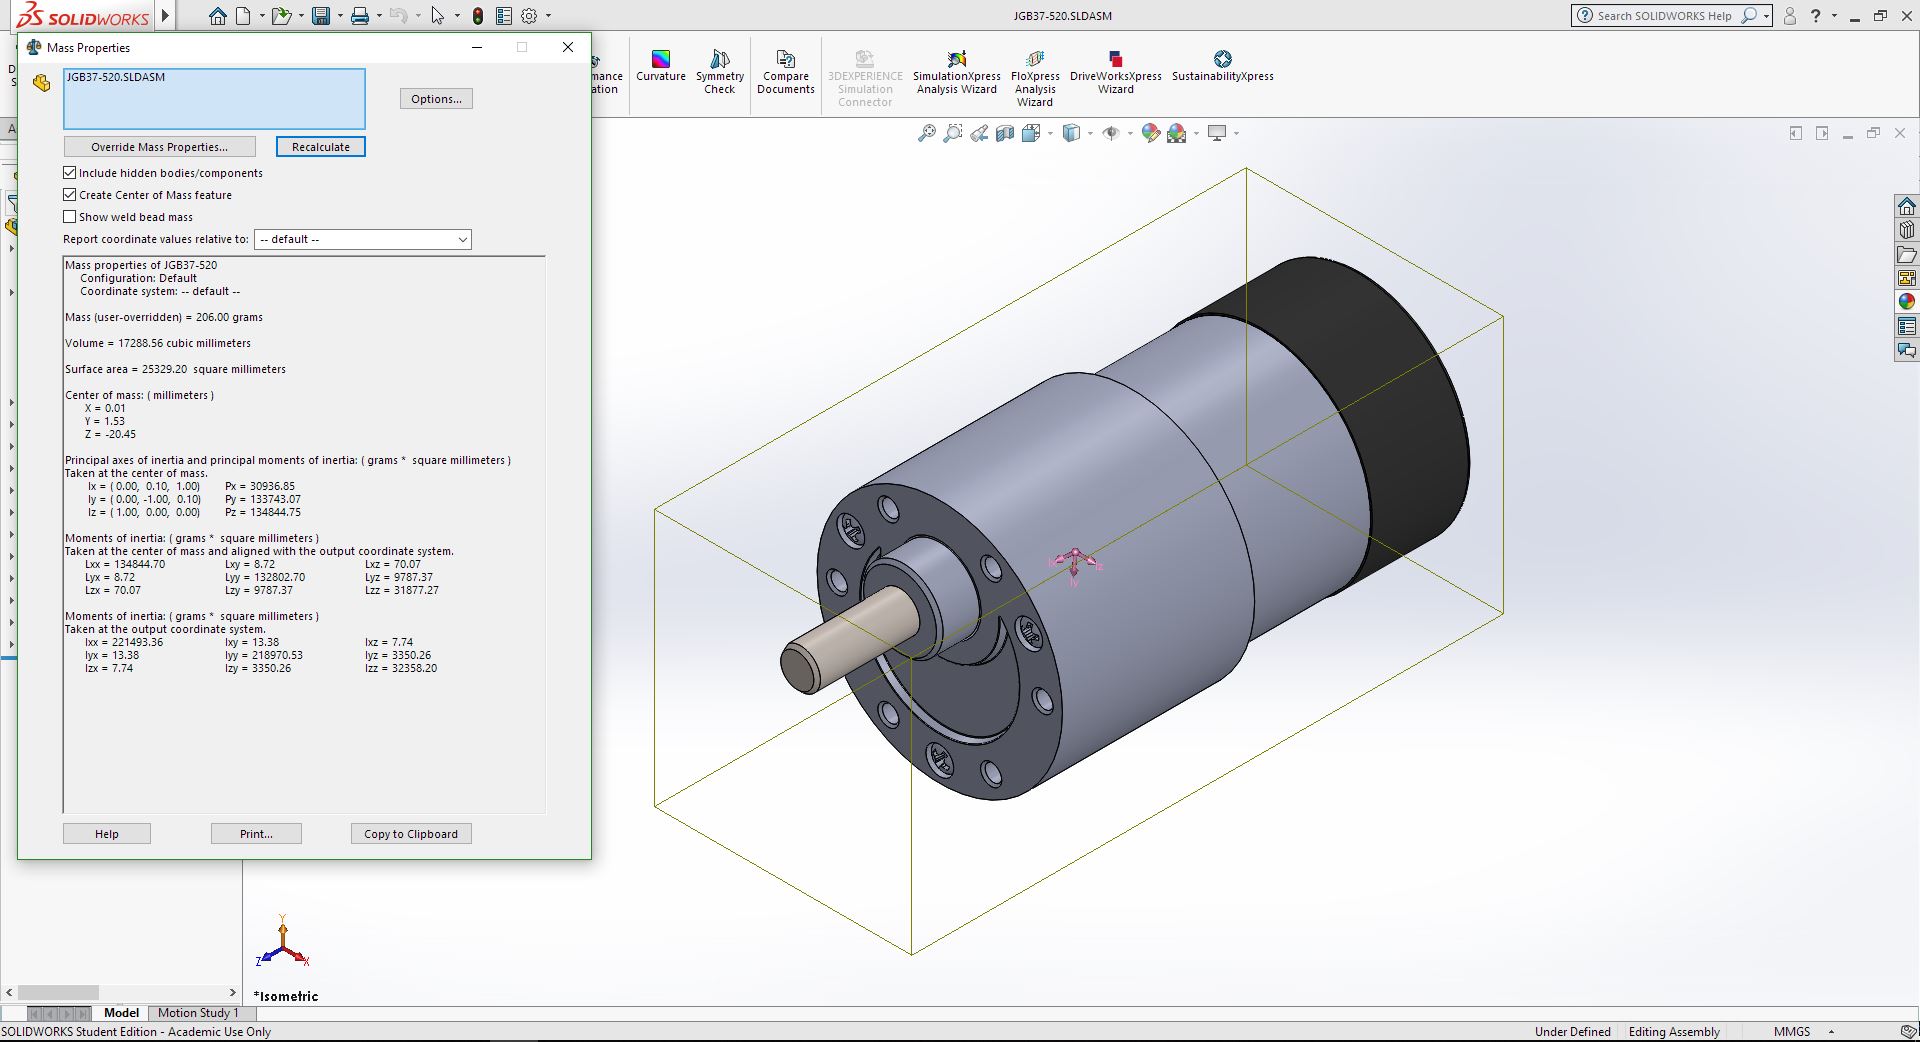 SOLIDWORKS
JGB37-520.SLDASM
Search SOLIDWORKS Help
Mass Properties
JGB37-520.SLDASM
Options...
Override Mass Properties...
Recalculate
Include hidden bodies/components
Create Center of Mass feature
Show weld bead mass
Report coordinate values relative to: -- default --
Mass properties of JGB37-520
Configuration: Default
Coordinate system: -- default --
Mass (user-overridden) = 206.00 grams
Volume = 17288.56 cubic millimeters
Surface area = 25329.20 square millimeters
Center of mass: ( millimeters )
X = 0.01
Y = 1.53
Z = -20.45
Principal axes of inertia and principal moments of inertia: ( grams * square millimeters )
Taken at the center of mass.
Ix = ( 0.00, 0.10, 1.00) Px = 30936.85
Iy = ( 0.00, -1.00, 0.10) Py = 133743.07
Iz = ( 1.00, 0.00, 0.00) Pz = 134844.75
Moments of inertia: ( grams * square millimeters )
Taken at the center of mass and aligned with the output coordinate system.
Lxx = 134844.70 Lxy = 8.72 Lxz = 70.07
Lyx = 8.72 Lyy = 132802.70 Lyz = 9787.37
Lzx = 70.07 Lzy = 9787.37 Lzz = 31877.27
Moments of inertia: ( grams * square millimeters )
Taken at the output coordinate system.
Ixx = 221493.36 Ixy = 13.38 Ixz = 7.74
Iyx = 13.38 Iyy = 218970.53 Iyz = 3350.26
Izx = 7.74 Izy = 3350.26 Izz = 32358.20
Help
Print...
Copy to Clipboard
Curvature
Symmetry
Check
Compare
Documents
3DEXPERIENCE
Simulation
Connector
SimulationXpress
Analysis Wizard
FloXpress
Analysis
Wizard
DriveWorksXpress
Wizard
SustainabilityXpress
Ix
Iy
Iz
Y
Z
X
*Isometric
Model
Motion Study 1
SOLIDWORKS Student Edition - Academic Use Only
Under Defined
Editing Assembly
MMGS